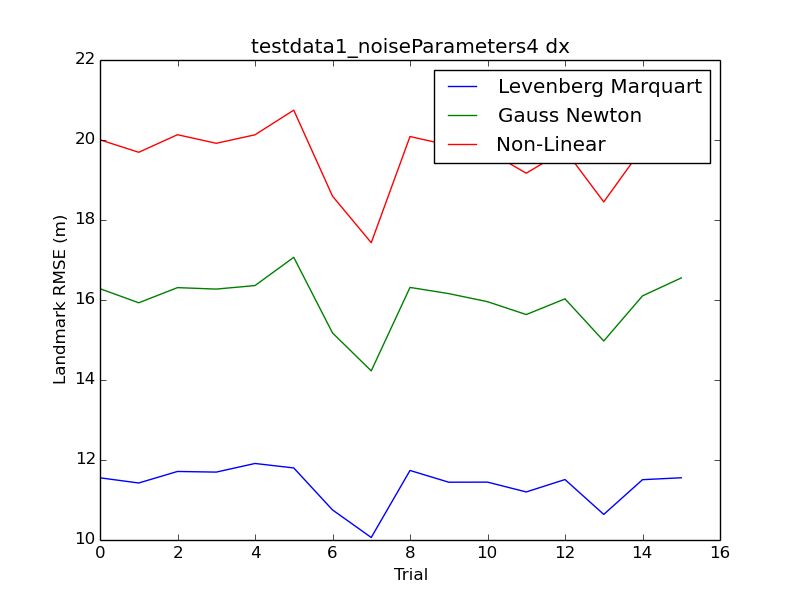 testdata1_noiseParameters4 dx
Levenberg Marquart
Gauss Newton
Non-Linear
Landmark RMSE (m)
22
20
18
16
14
12
10
0 2 4 6 8 10 12 14 16
Trial